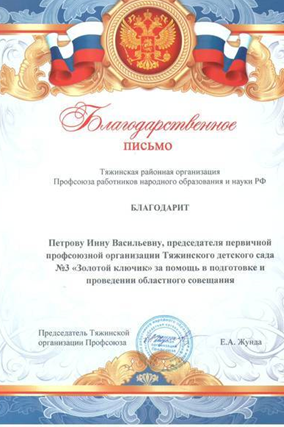 Благодарственное
ПИСЬМО
Тяжинская районная организация
Профсоюза работников народного образования и науки РФ
БЛАГОДАРИТ
Петрову Инну Васильевну, председателя первичной
профсоюзной организации Тяжинского детского сада
№3 «Золотой ключик» за помощь в подготовке и
проведении областного совещания
Председатель Тяжинской
организации Профсоюза
Е.А. Жунда